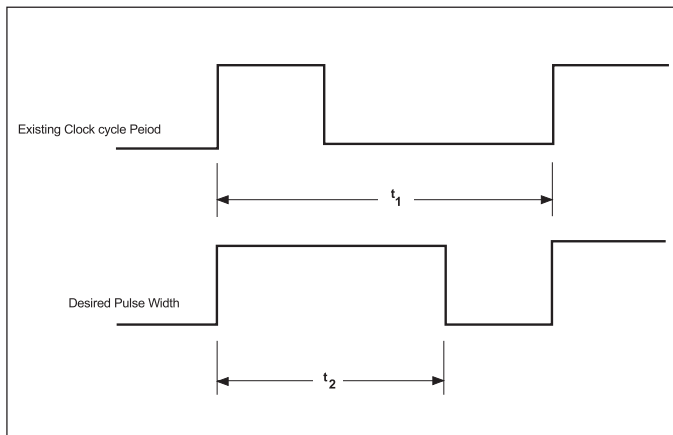 Existing Clock cycle Peiod
t1
Desired Pulse Width
t2